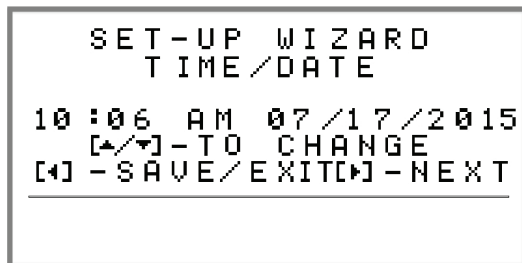 SET-UP WIZARD
TIME/DATE
10:06 AM 07/17/2015
[▲/▼]-TO CHANGE
[◀]-SAVE/EXIT[▶]-NEXT